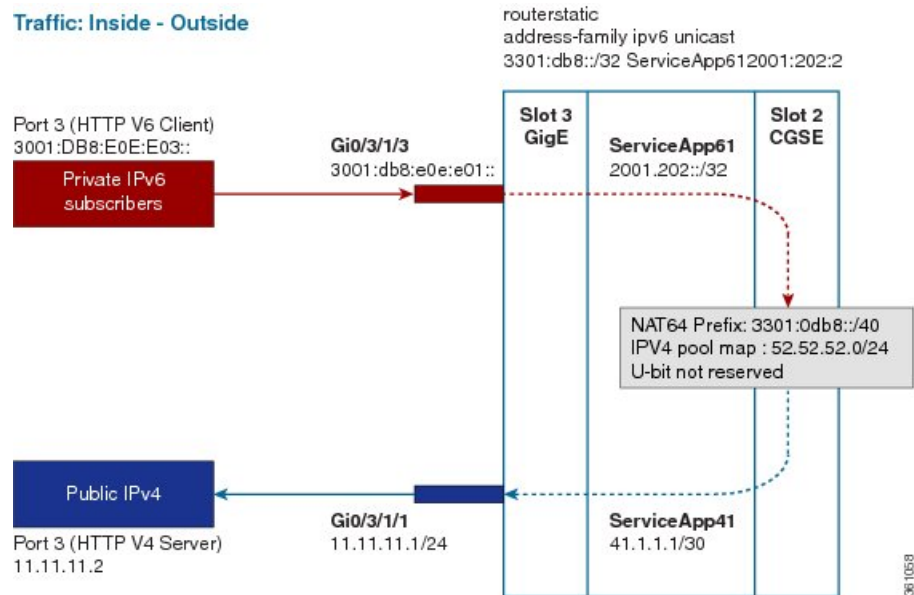 Traffic: Inside - Outside
routerstatic
address-family ipv6 unicast
3301:db8::/32 ServiceApp612001:202:2
Port 3 (HTTP V6 Client)
3001:DB8:E0E:E03::
Private IPv6
subscribers
Gi0/3/1/3
3001:db8:e0e:e01::
Slot 3
GigE
ServiceApp61
2001.202::/32
Slot 2
CGSE
NAT64 Prefix: 3301:0db8::/40
IPV4 pool map : 52.52.52.0/24
U-bit not reserved
Public IPv4
Port 3 (HTTP V4 Server)
11.11.11.2
Gi0/3/1/1
11.11.11.1/24
ServiceApp41
41.1.1.1/30
361058